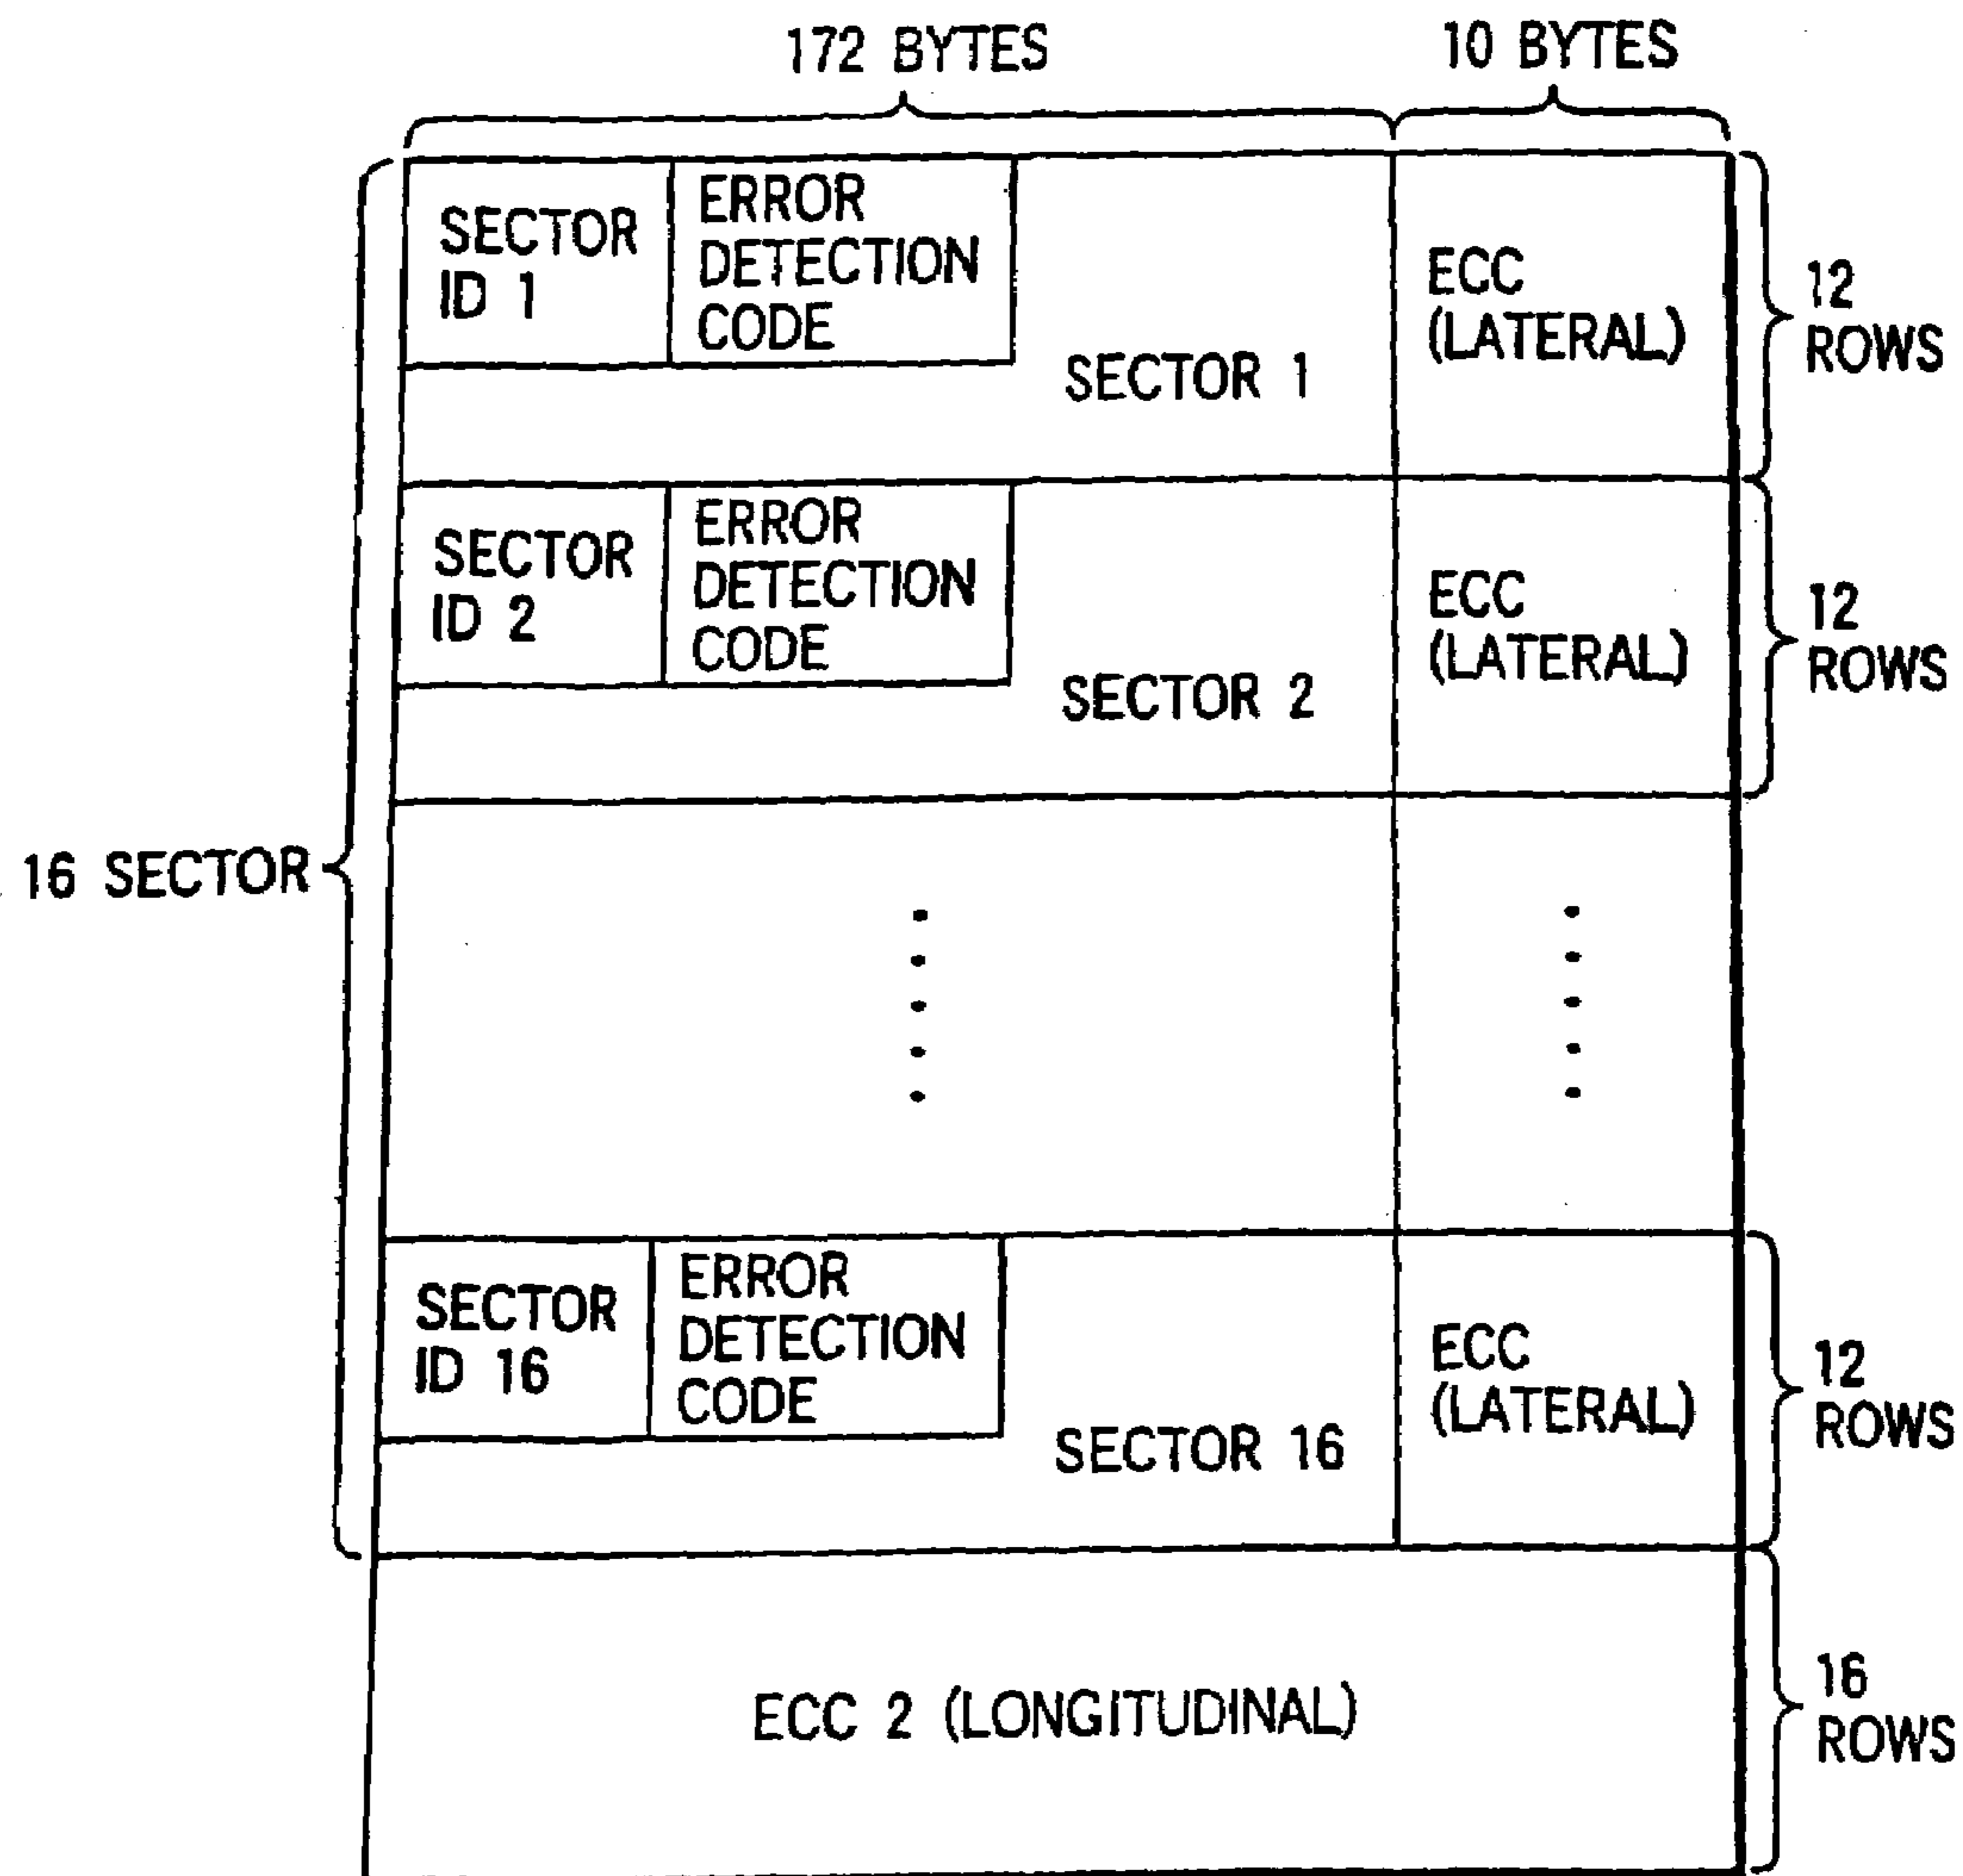 172 BYTES
10 BYTES
SECTOR
ID 1
ERROR
DETECTION
CODE
SECTOR 1
ECC
(LATERAL)
12
ROWS
SECTOR
ID 2
ERROR
DETECTION
CODE
SECTOR 2
ECC
(LATERAL)
12
ROWS
16 SECTOR
SECTOR
ID 16
ERROR
DETECTION
CODE
SECTOR 16
ECC
(LATERAL)
12
ROWS
ECC 2 (LONGITUDINAL)
16
ROWS